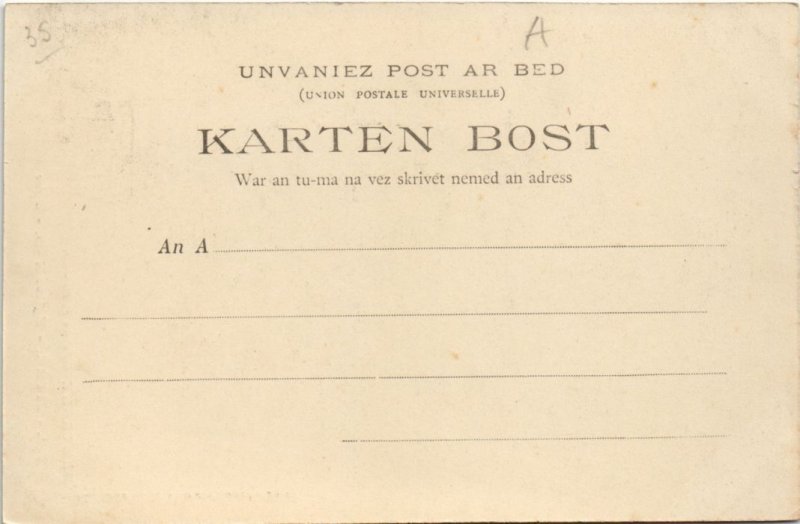 35
A
UNVANIEZ POST AR BED
(UNION POSTALE UNIVERSELLE)
KARTEN BOST
War an tu-ma na vez skrivet nemed an adress
An A